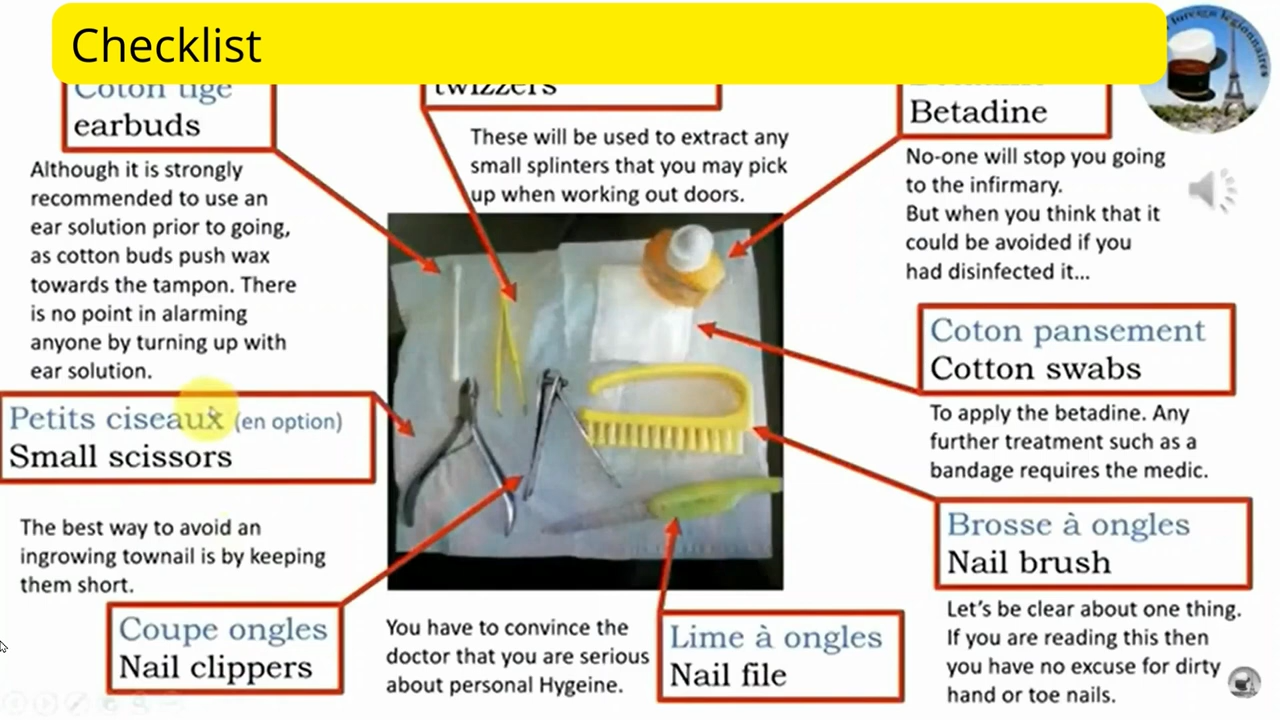 Checklist
foreign legionnaires
Coton tige
earbuds
twizzers
Betadine
Although it is strongly
recommended to use an
ear solution prior to going,
as cotton buds push wax
towards the tampon. There
is no point in alarming
anyone by turning up with
ear solution.
These will be used to extract any
small splinters that you may pick
up when working out doors.
No-one will stop you going
to the infirmary.
But when you think that it
could be avoided if you
had disinfected it...
Coton pansement
Cotton swabs
To apply the betadine. Any
further treatment such as a
bandage requires the medic.
Petits ciseaux (en option)
Small scissors
The best way to avoid an
ingrowing townail is by keeping
them short.
Brosse à ongles
Nail brush
Let's be clear about one thing.
If you are reading this then
you have no excuse for dirty
hand or toe nails.
Coupe ongles
Nail clippers
You have to convince the
doctor that you are serious
about personal Hygeine.
Lime à ongles
Nail file